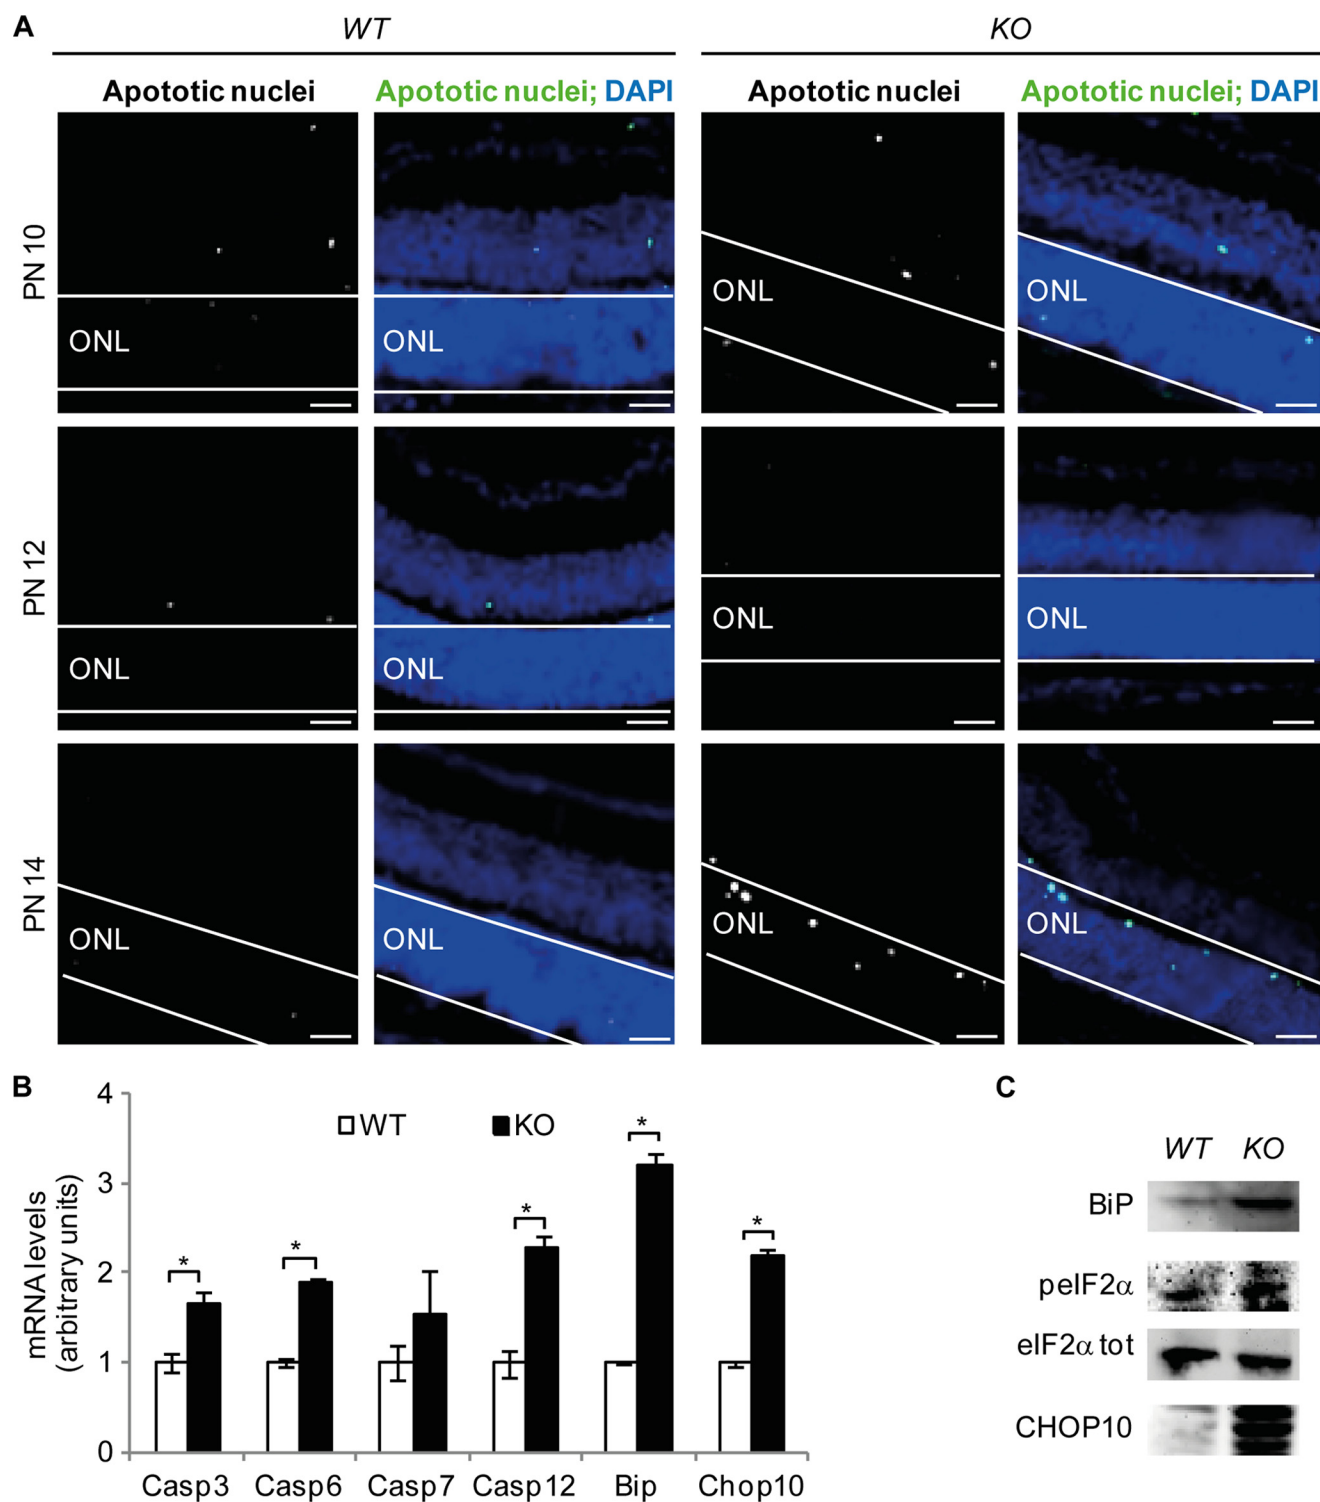 A
WT
KO
Apototic nuclei
Apototic nuclei; DAPI
Apototic nuclei
Apototic nuclei; DAPI
PN 10
ONL
ONL
ONL
ONL
PN 12
ONL
ONL
ONL
ONL
PN 14
ONL
ONL
ONL
ONL
B
mRNA levels
(arbitrary units)
4
3
2
1
0
WT
KO
*
*
*
*
*
Casp3
Casp6
Casp7
Casp12
Bip
Chop10
C
WT
KO
BiP
peIF2α
eIF2α tot
CHOP10